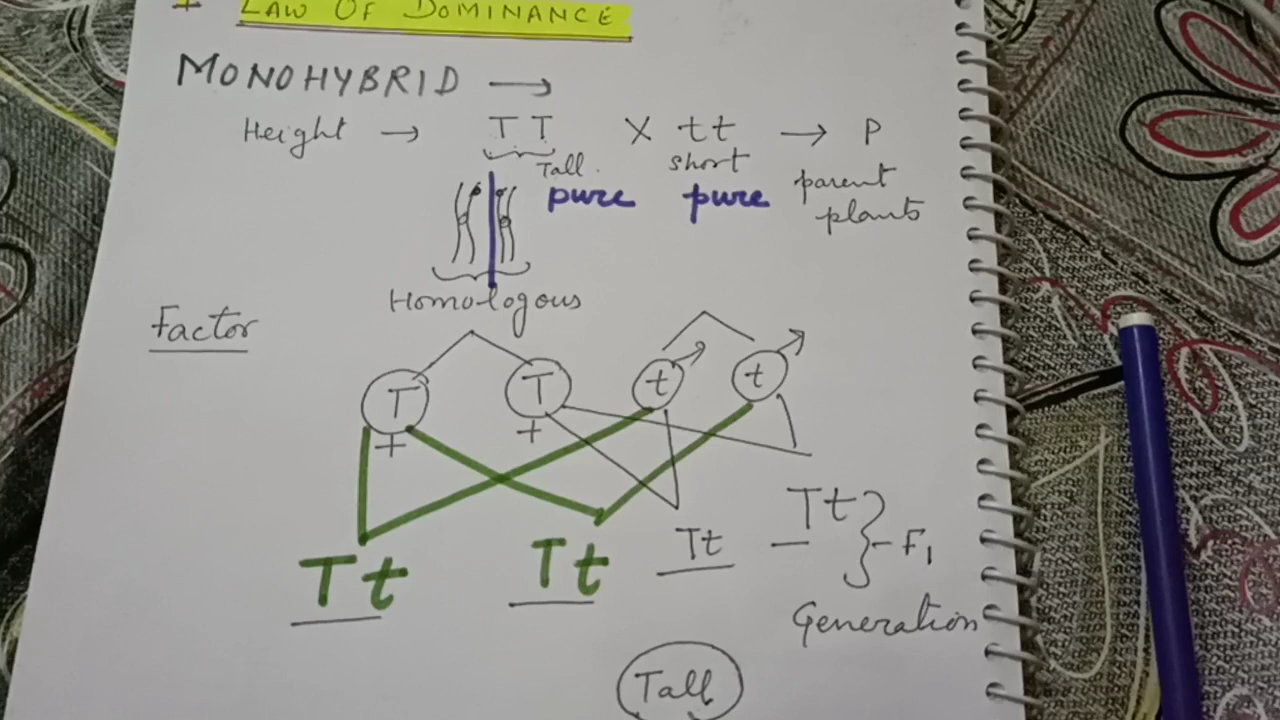 LAW OF DOMINANCE
MONOHYBRID →
Height → TT X tt → P
Tall short parent
pure pure plants
Homologous
Factor
T T t t
+ +
Tt Tt Tt Tt } F1
Generation
Tall